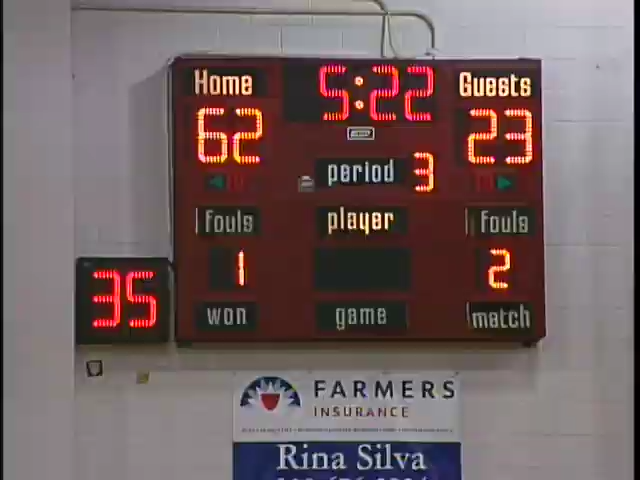 Home 5:22 Guests
62 23
period 3
fouls player fouls
1 2
35
won game match
FARMERS
INSURANCE
Rina Silva